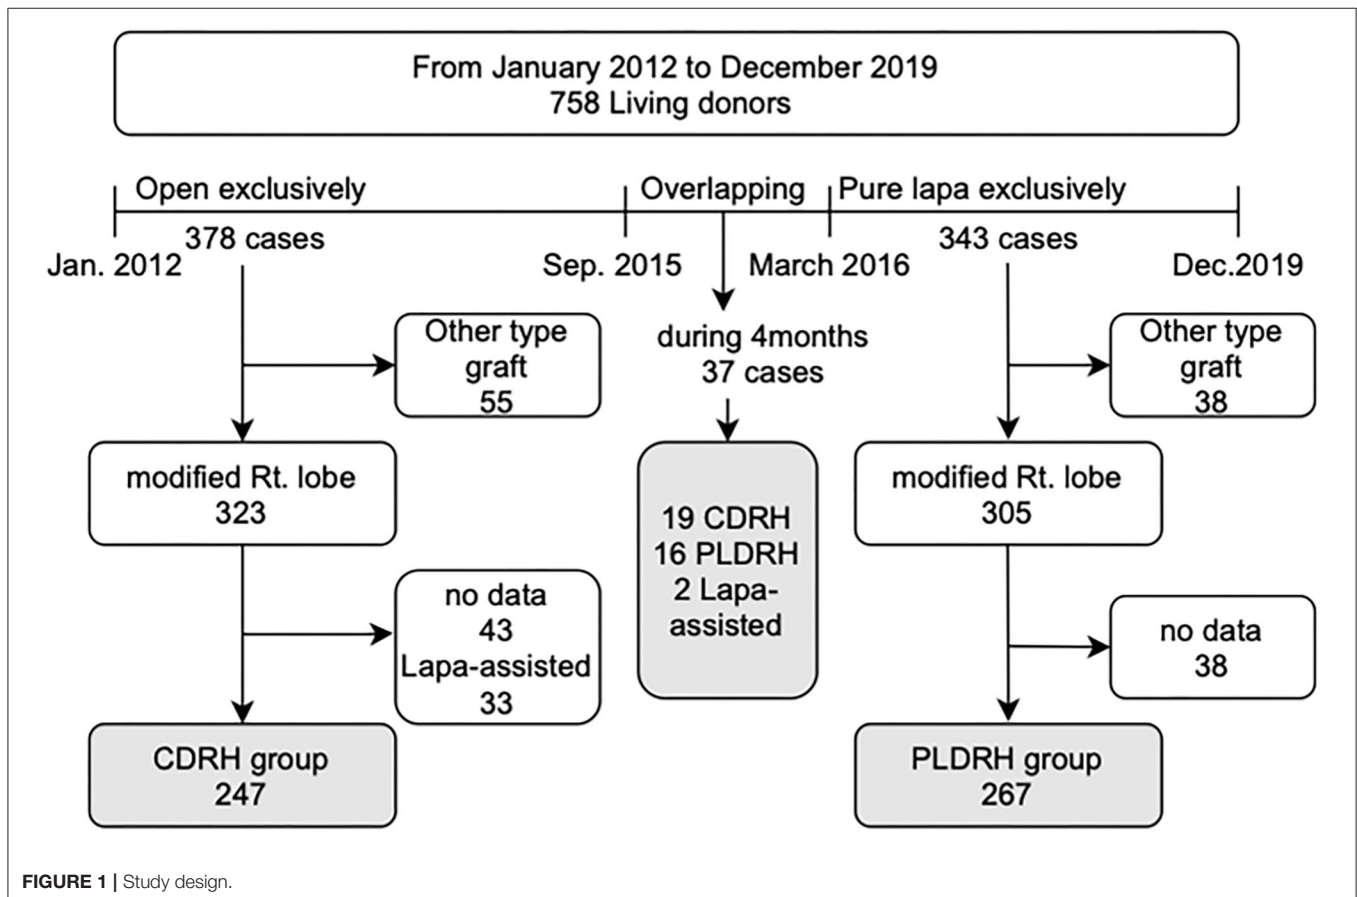 From January 2012 to December 2019
758 Living donors
Open exclusively
Overlapping
Pure lapa exclusively
378 cases
343 cases
Jan. 2012
Sep. 2015
March 2016
Dec.2019
Other type
graft
55
during 4months
37 cases
Other type
graft
38
modified Rt. lobe
323
19 CDRH
16 PLDRH
2 Lapa-
assisted
modified Rt. lobe
305
no data
43
Lapa-assisted
33
no data
38
CDRH group
247
PLDRH group
267
FIGURE 1 | Study design.